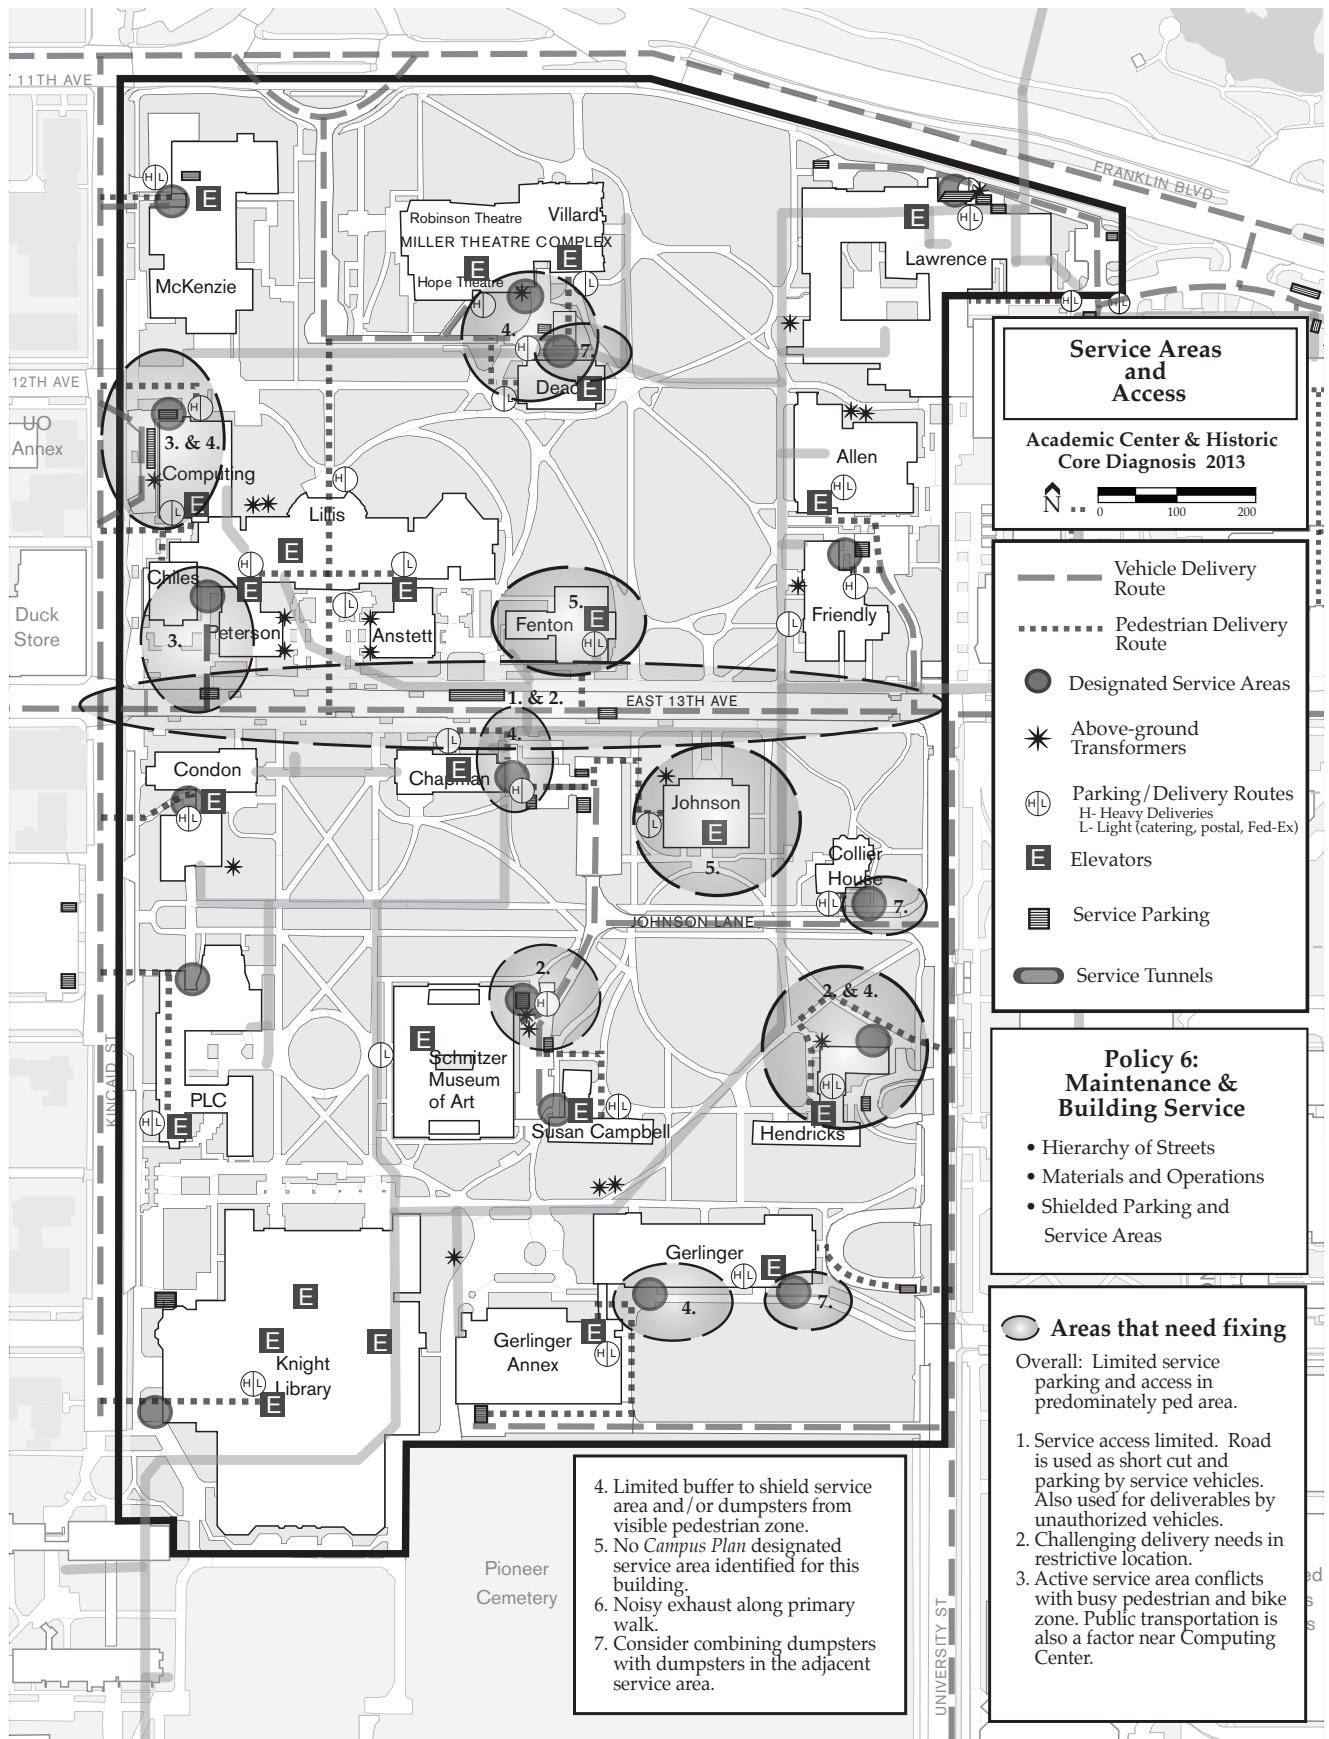 11TH AVE
FRANKLIN BLVD
Robinson Theatre
Villard
MILLER THEATRE COMPLEX
Hope Theatre
E
E
E
E
H L
H L
McKenzie
Lawrence
H
L
H L
H L
4.
H
7.
L
Deady
E
12TH AVE
UO
Annex
H
3. & 4.
Computing
L
E
H
Lillis
Allen
H L
E
Service Areas
and
Access
Academic Center & Historic
Core Diagnosis 2013
N
0 100 200
E
H
L
Chiles
E
E
H
Duck
Store
3.
Peterson
L
Anstett
5.
Fenton
E
H L
L
Friendly
1. & 2.
EAST 13TH AVE
Vehicle Delivery
Route
Pedestrian Delivery
Route
Designated Service Areas
Above-ground
Transformers
H L
Parking/Delivery Routes
H- Heavy Deliveries
L- Light (catering, postal, Fed-Ex)
E
Elevators
Service Parking
Service Tunnels
4.
L
Condon
E
H L
Chapman
E
H
Johnson
E
L
5.
Collier
House
H L
7.
JOHNSON LANE
2.
H
2. & 4.
KINCAID ST
E
L
Schnitzer
Museum
of Art
PLC
H L
E
E
H L
Susan Campbell
H L
E
Hendricks
Policy 6:
Maintenance &
Building Service
• Hierarchy of Streets
• Materials and Operations
• Shielded Parking and
Service Areas
Gerlinger
H L
E
4.
7.
E
E
E
Knight
Library
H L
E
Gerlinger
Annex
E
H L
Areas that need fixing
Overall: Limited service
parking and access in
predominately ped area.
1. Service access limited. Road
is used as short cut and
parking by service vehicles.
Also used for deliverables by
unauthorized vehicles.
2. Challenging delivery needs in
restrictive location.
3. Active service area conflicts
with busy pedestrian and bike
zone. Public transportation is
also a factor near Computing
Center.
4. Limited buffer to shield service
area and/or dumpsters from
visible pedestrian zone.
5. No Campus Plan designated
service area identified for this
building.
6. Noisy exhaust along primary
walk.
7. Consider combining dumpsters
with dumpsters in the adjacent
service area.
Pioneer
Cemetery
UNIVERSITY ST